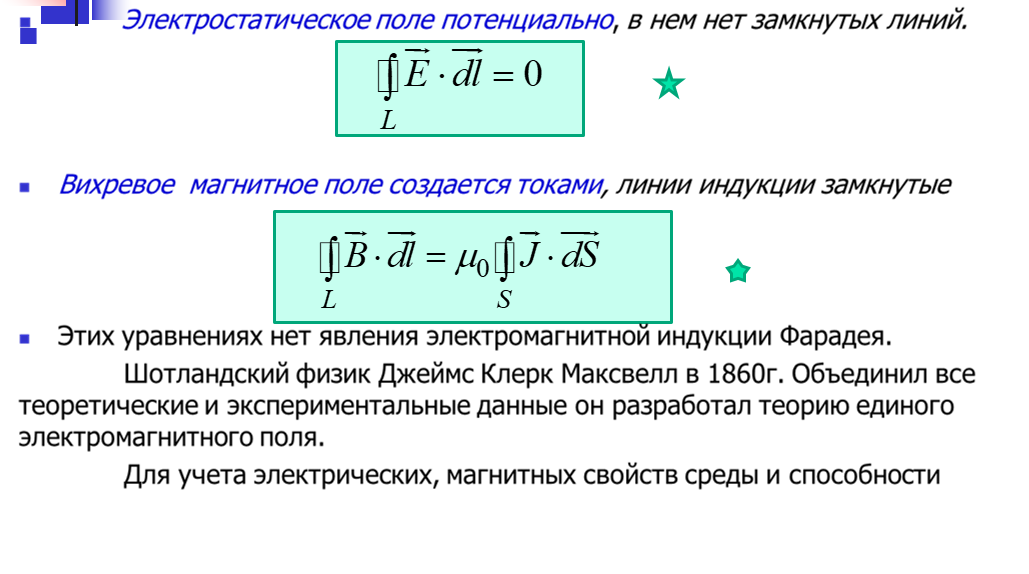 Электростатическое поле потенциально, в нем нет замкнутых линий.
∮ E⃗ · dl⃗ = 0
L
Вихревое магнитное поле создается токами, линии индукции замкнутые
∮ B⃗ · dl⃗ = μ₀ ∮ J⃗ · dS⃗
L S
Этих уравнениях нет явления электромагнитной индукции Фарадея.
Шотландский физик Джеймс Клерк Максвелл в 1860г. Объединил все
теоретические и экспериментальные данные он разработал теорию единого
электромагнитного поля.
Для учета электрических, магнитных свойств среды и способности